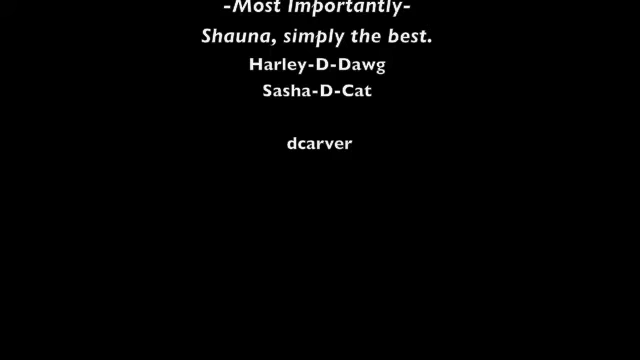 -Most Importantly-
Shauna, simply the best.
Harley-D-Dawg
Sasha-D-Cat
dcarver